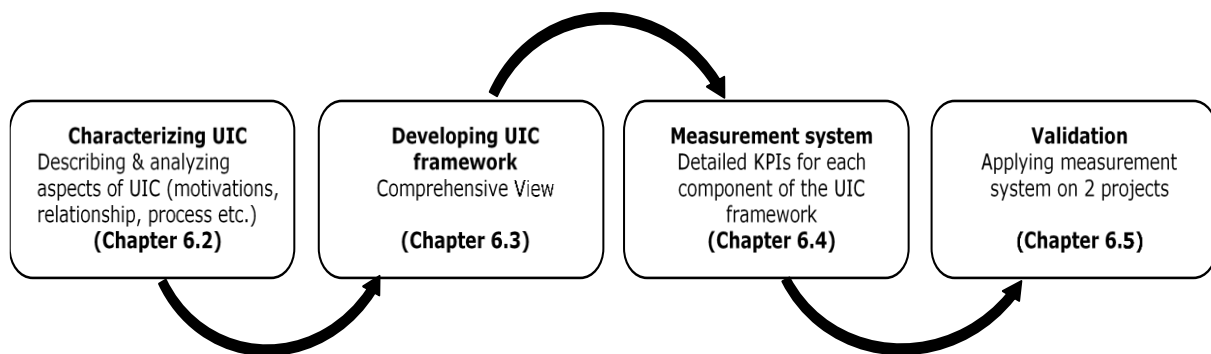 Characterizing UIC
Describing & analyzing
aspects of UIC (motivations,
relationship, process etc.)
(Chapter 6.2)
Developing UIC
framework
Comprehensive View
(Chapter 6.3)
Measurement system
Detailed KPIs for each
component of the UIC
framework
(Chapter 6.4)
Validation
Applying measurement
system on 2 projects
(Chapter 6.5)